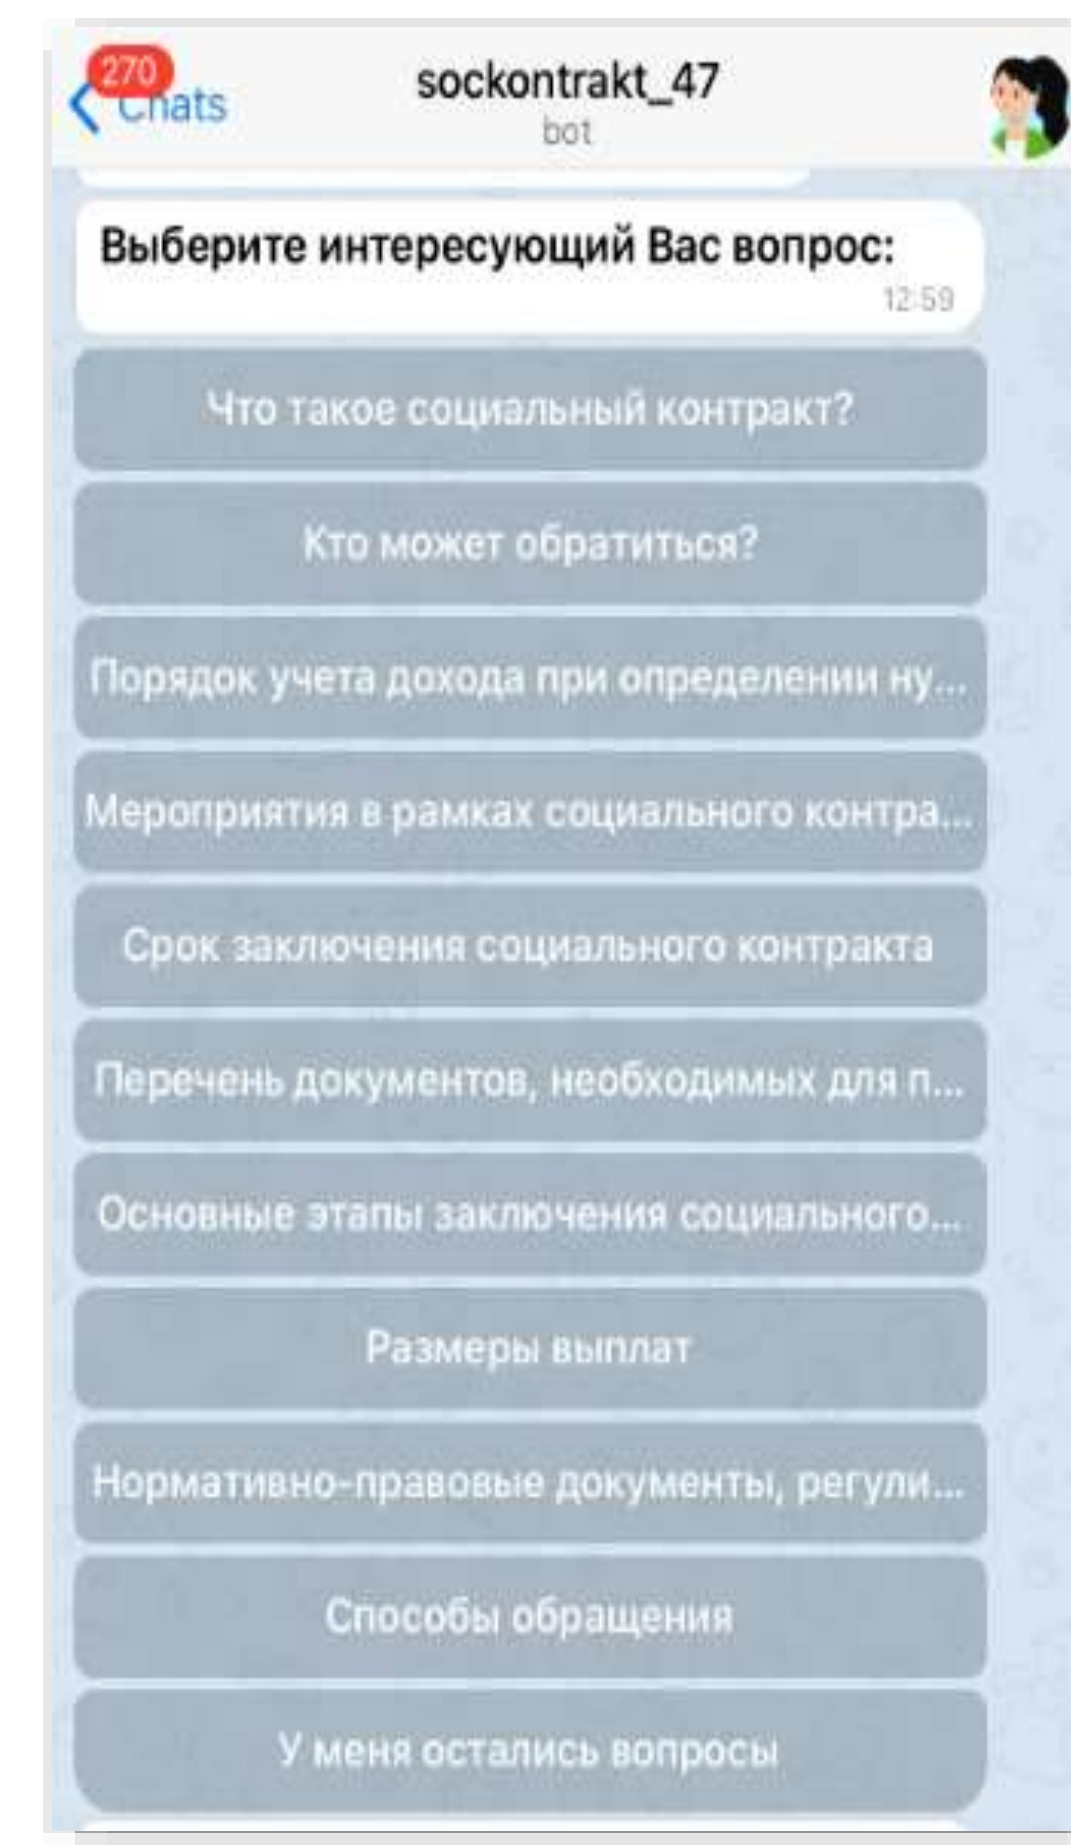 270
Chats
sockontrakt_47
bot
Выберите интересующий Вас вопрос:
12:59
Что такое социальный контракт?
Кто может обратиться?
Порядок учета дохода при определении ну...
Мероприятия в рамках социального контра...
Срок заключения социального контракта
Перечень документов, необходимых для п...
Основные этапы заключения социального...
Размеры выплат
Нормативно-правовые документы, регули...
Способы обращения
У меня остались вопросы